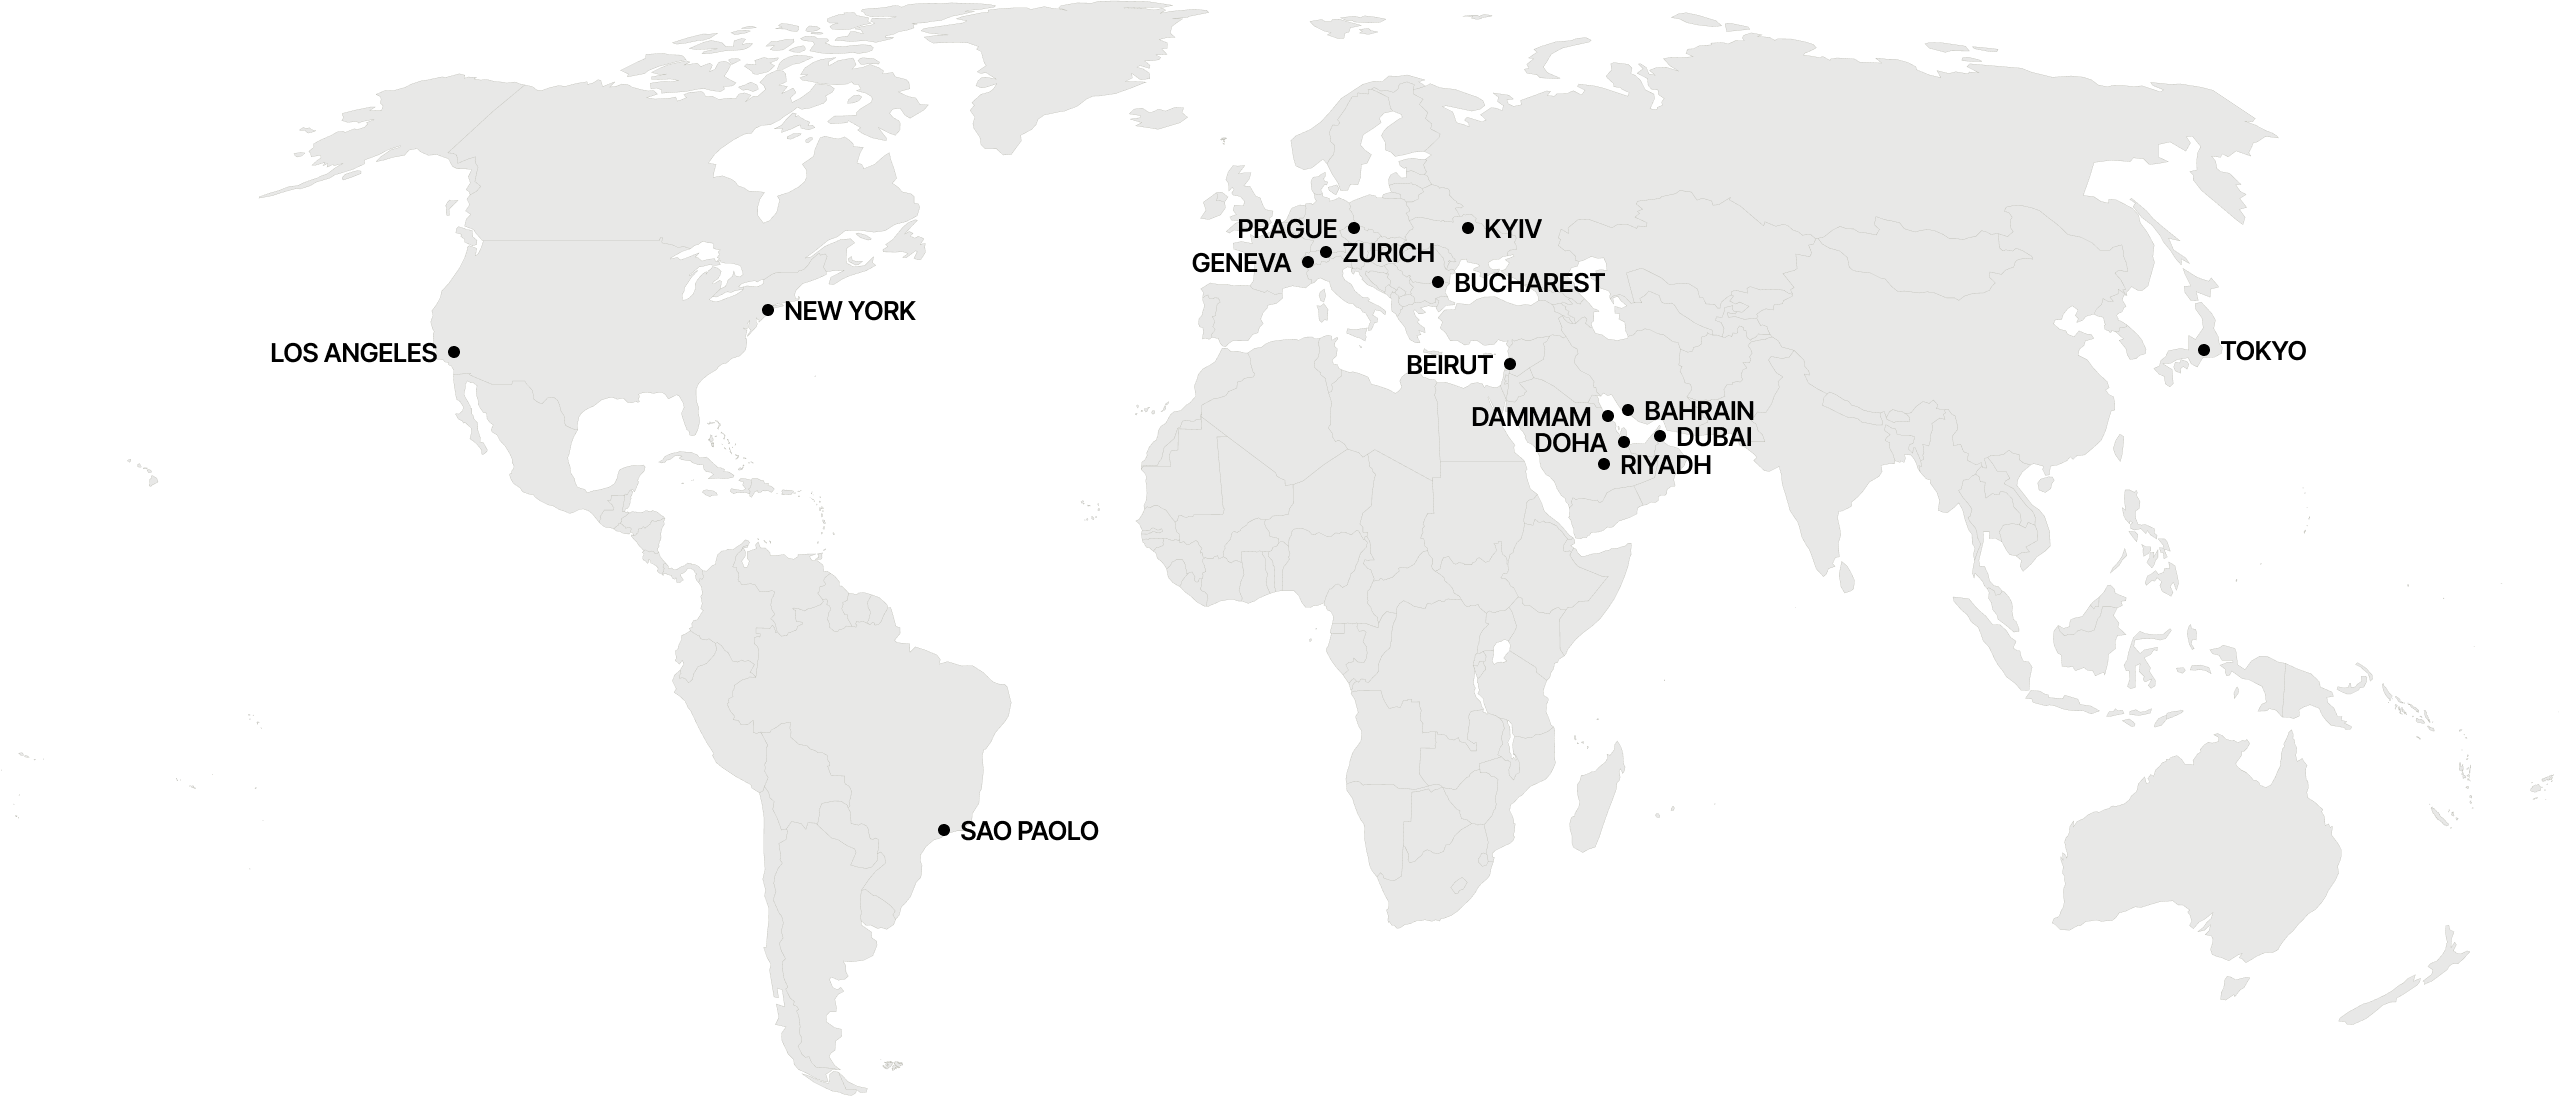 PRAGUE
KYIV
ZURICH
GENEVA
BUCHAREST
NEW YORK
LOS ANGELES
TOKYO
BEIRUT
BAHRAIN
DAMMAM
DUBAI
DOHA
RIYADH
SAO PAOLO